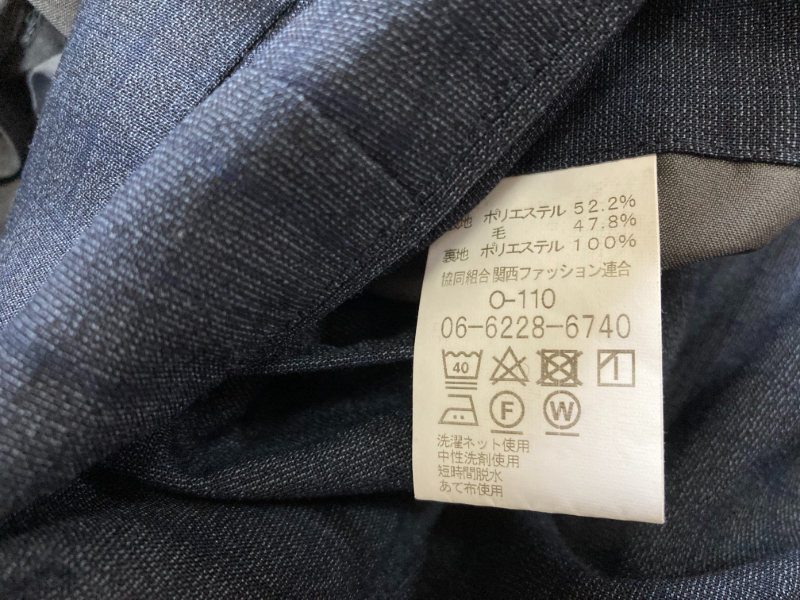 地 ポリエステル 52.2%
毛 47.8%
裏地 ポリエステル 100%
協同組合 関西ファッション連合
O-110
06-6228-6740
40
F W
洗濯ネット使用
中性洗剤使用
短時間脱水
あて布使用